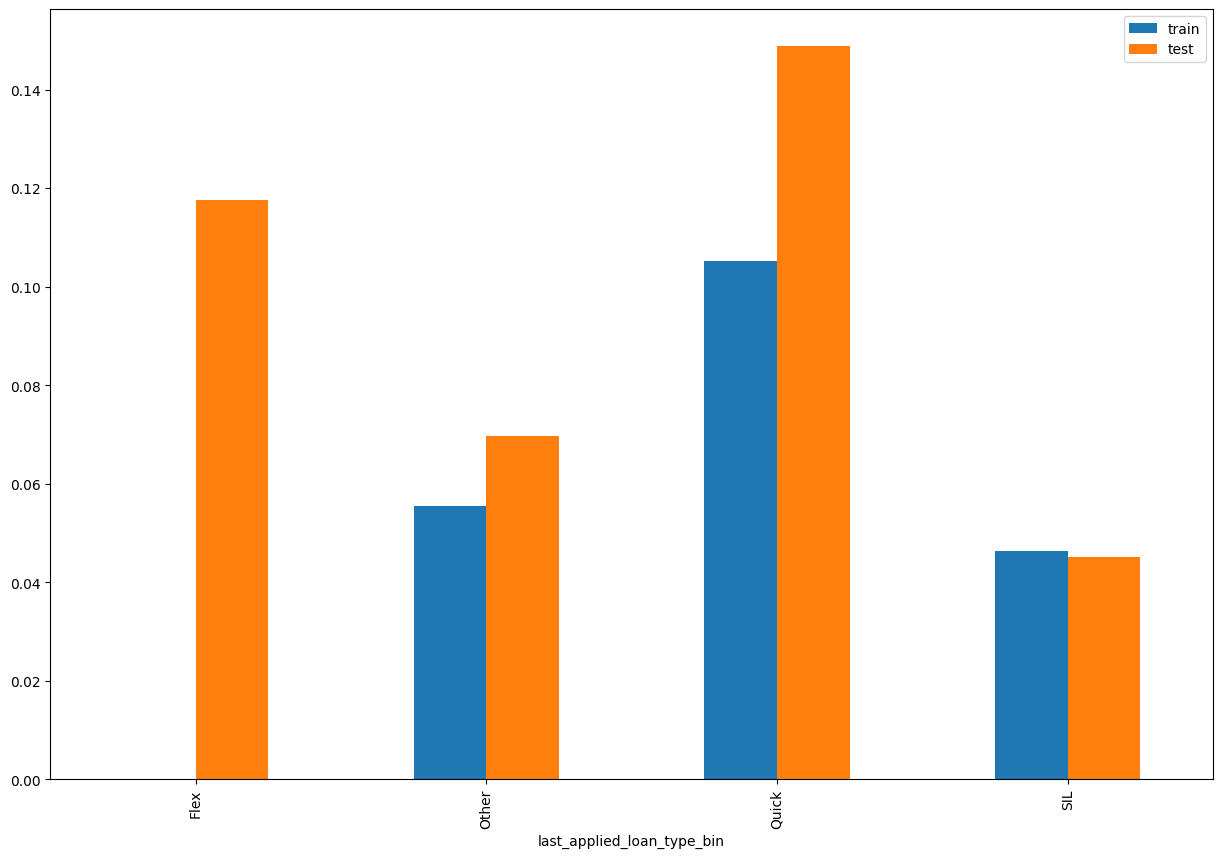 train
test
0.14
0.12
0.10
0.08
0.06
0.04
0.02
0.00
Flex
Other
Quick
SIL
last_applied_loan_type_bin